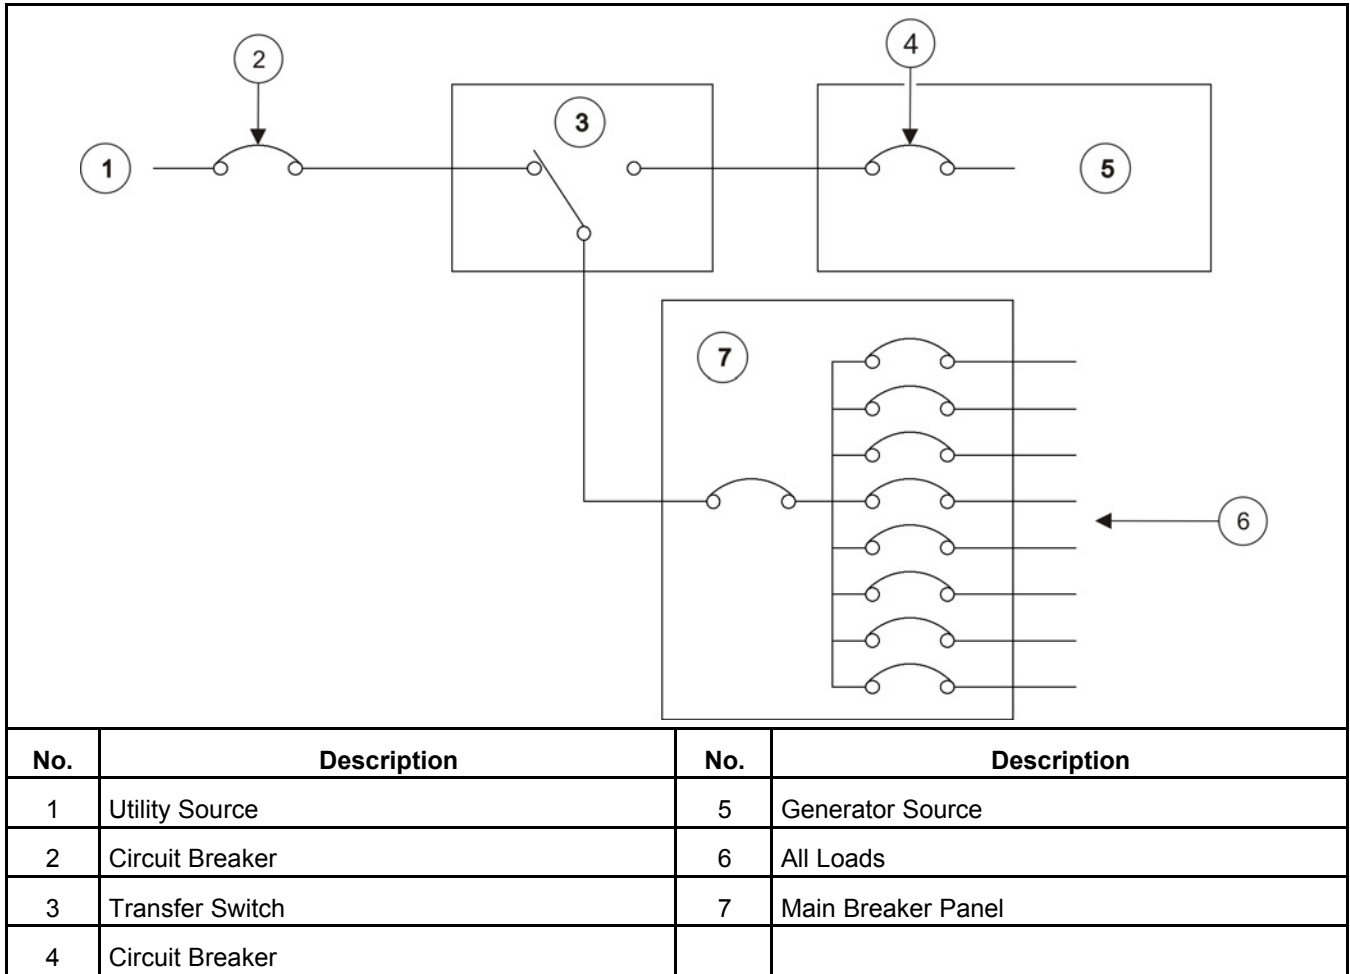 2
4
3
1
5
7
6
No. Description No. Description
1 Utility Source 5 Generator Source
2 Circuit Breaker 6 All Loads
3 Transfer Switch 7 Main Breaker Panel
4 Circuit Breaker